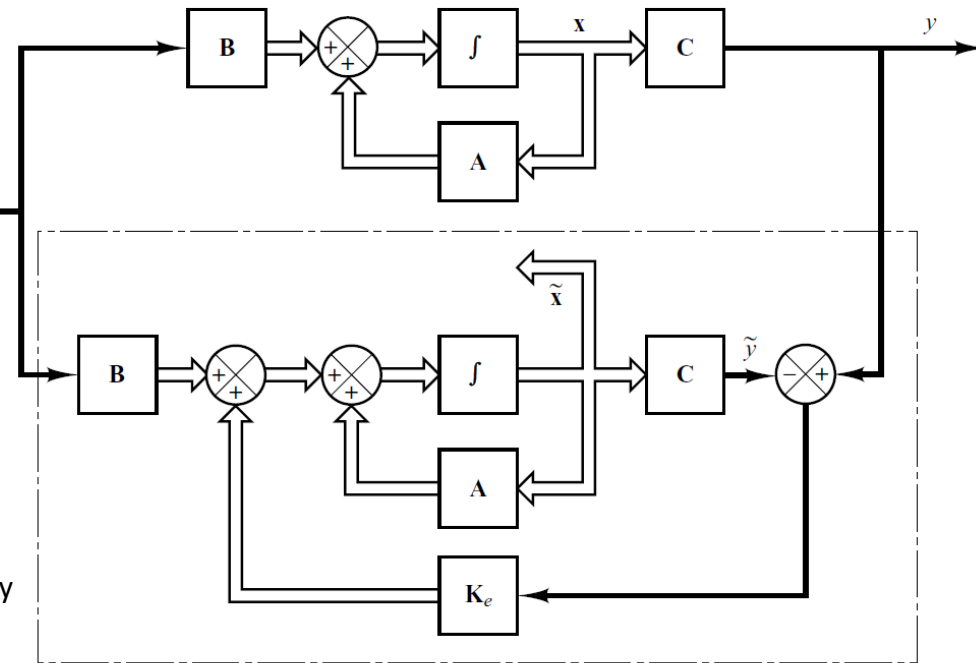 x y
B + + ∫ C
A
x̃
ỹ
B + + + + ∫ C − +
A
y Kₑ